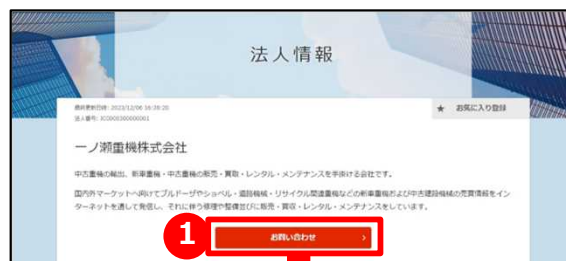 法人情報
最終更新日時: 2023/12/06 16:36:20
★ お気に入り登録
一ノ瀬重機株式会社
中古重機の輸出、新車重機・中古重機の販売・買取・レンタル・メンテナンスを手掛ける会社です。
国内外マーケットへ向けてブルドーザやショベル・道路機械・リサイクル関連重機などの新車重機および中古建設機械の売買情報をイン
ターネットを通して発信し、それに伴う修理や整備並びに販売・買取・レンタル・メンテナンスをしています。
1
お問い合わせ >